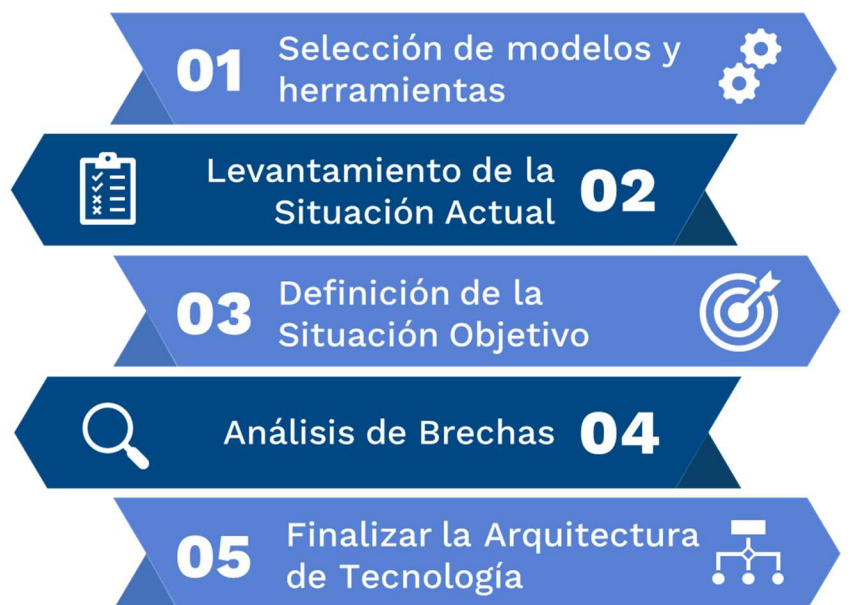 01 Selección de modelos y
herramientas
Levantamiento de la
Situación Actual 02
03 Definición de la
Situación Objetivo
Análisis de Brechas 04
05 Finalizar la Arquitectura
de Tecnología